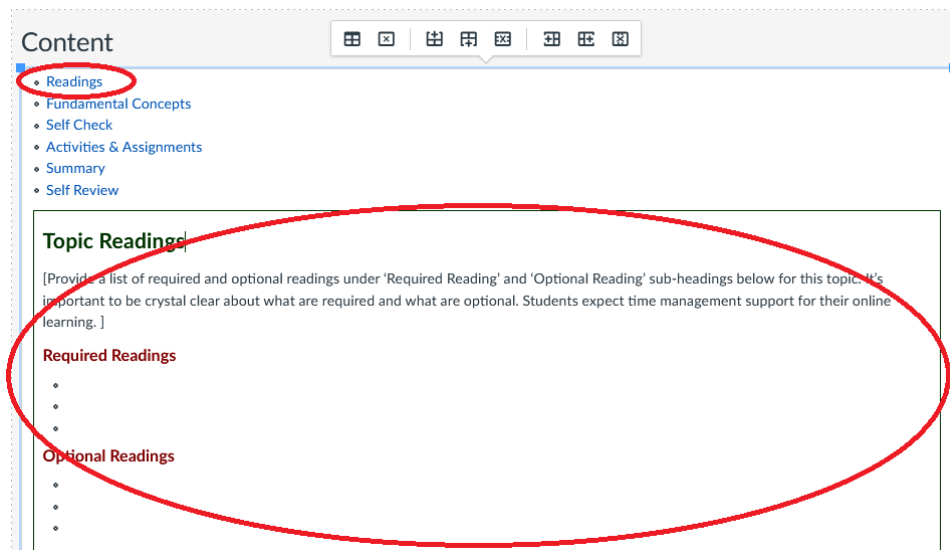 Content
Readings
Fundamental Concepts
Self Check
Activities & Assignments
Summary
Self Review
Topic Readings
[Provide a list of required and optional readings under ‘Required Reading’ and ‘Optional Reading’ sub-headings below for this topic. It’s
important to be crystal clear about what are required and what are optional. Students expect time management support for their online
learning. ]
Required Readings
Optional Readings